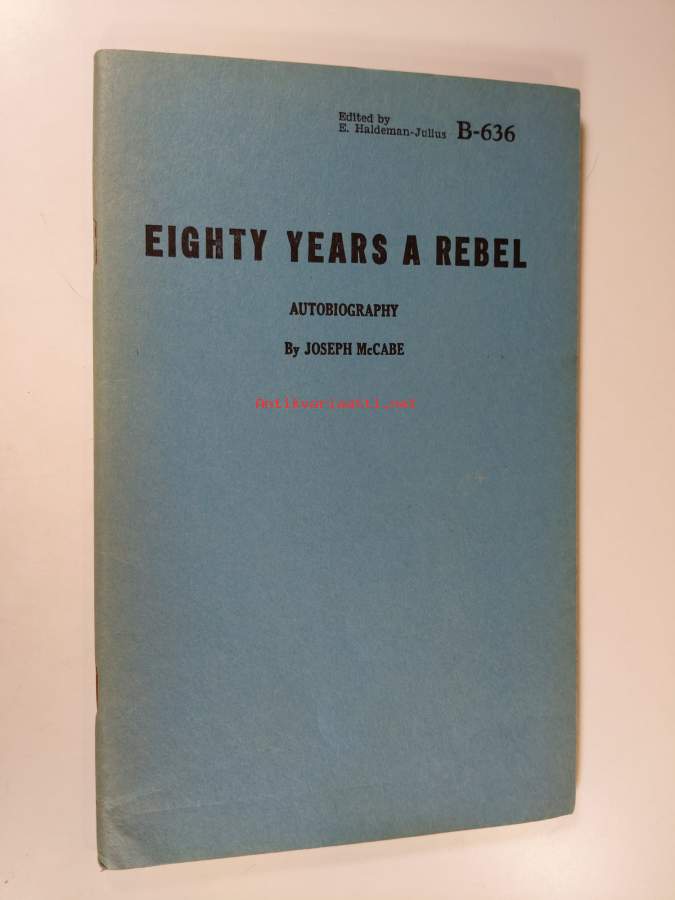 Edited by
E. Haldeman-Julius B-636
EIGHTY YEARS A REBEL
AUTOBIOGRAPHY
By JOSEPH McCABE
Antikvariaatti.net